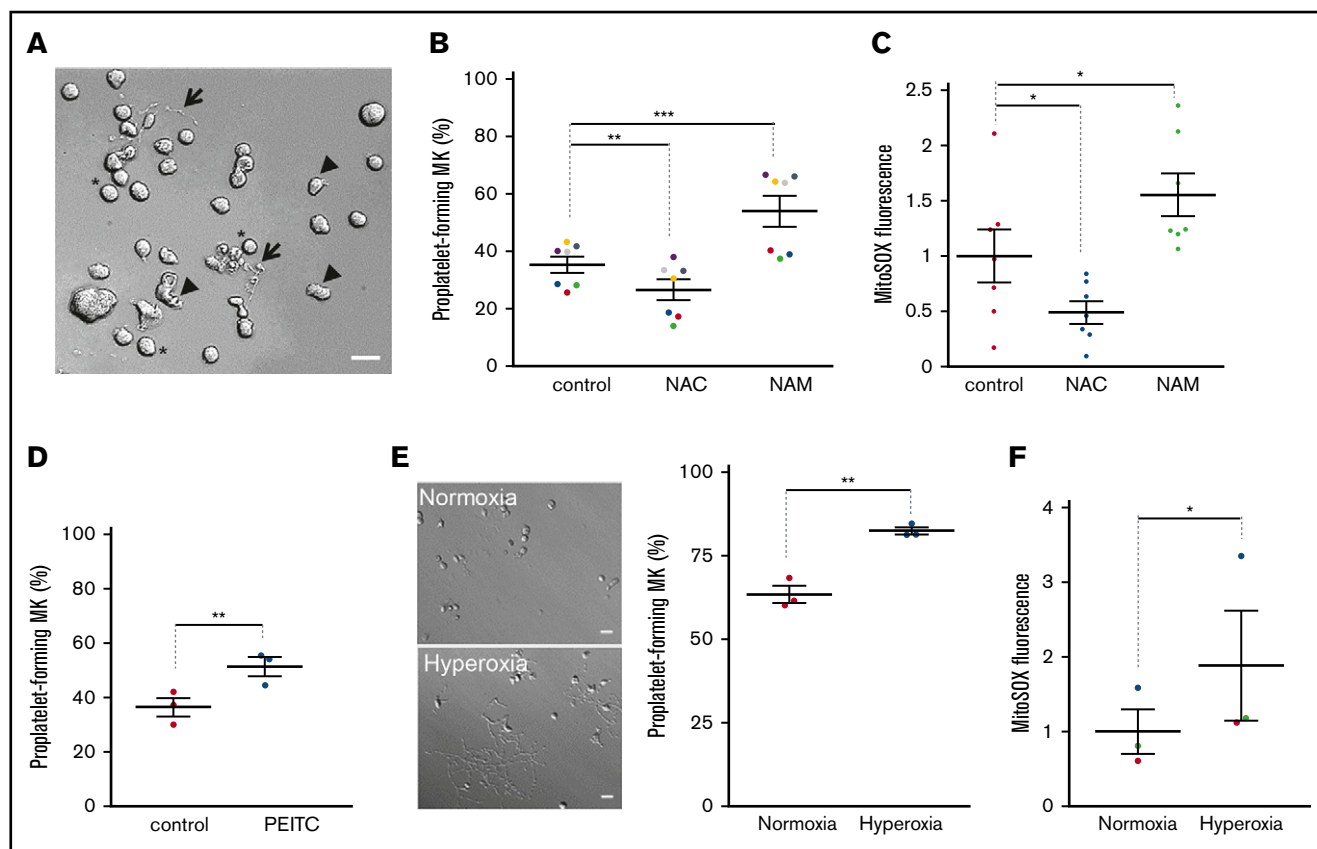 A
*
*
*
B
Proplatelet-forming MK (%)
100
80
60
40
20
0
***
**
control NAC NAM
C
MitoSOX fluorescence
2.5
2
1.5
1
0.5
0
*
*
control NAC NAM
D
Proplatelet-forming MK (%)
100
80
60
40
20
0
**
control PEITC
E
Normoxia
Hyperoxia
Proplatelet-forming MK (%)
100
75
50
25
0
**
Normoxia Hyperoxia
F
MitoSOX fluorescence
4
3
2
1
0
*
Normoxia Hyperoxia